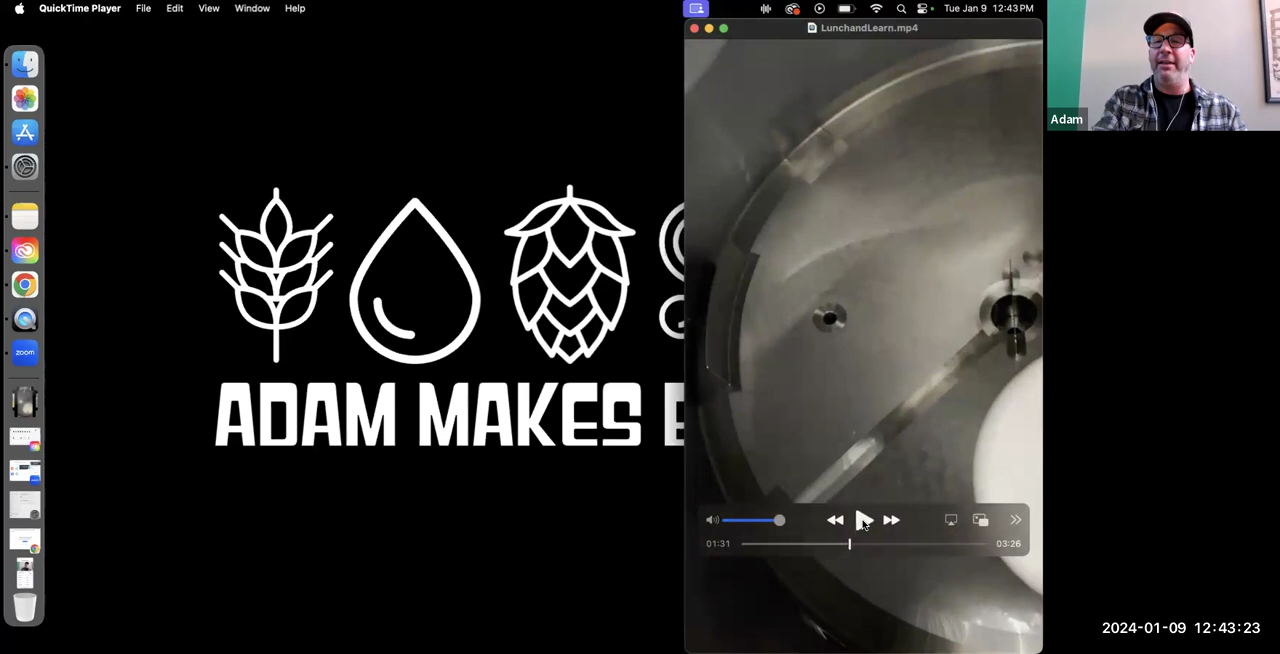 QuickTime Player File Edit View Window Help
Tue Jan 9 12:43 PM
LunchandLearn.mp4
Adam
ADAM MAKES
zoom
01:31
03:26
2024-01-09 12:43:23